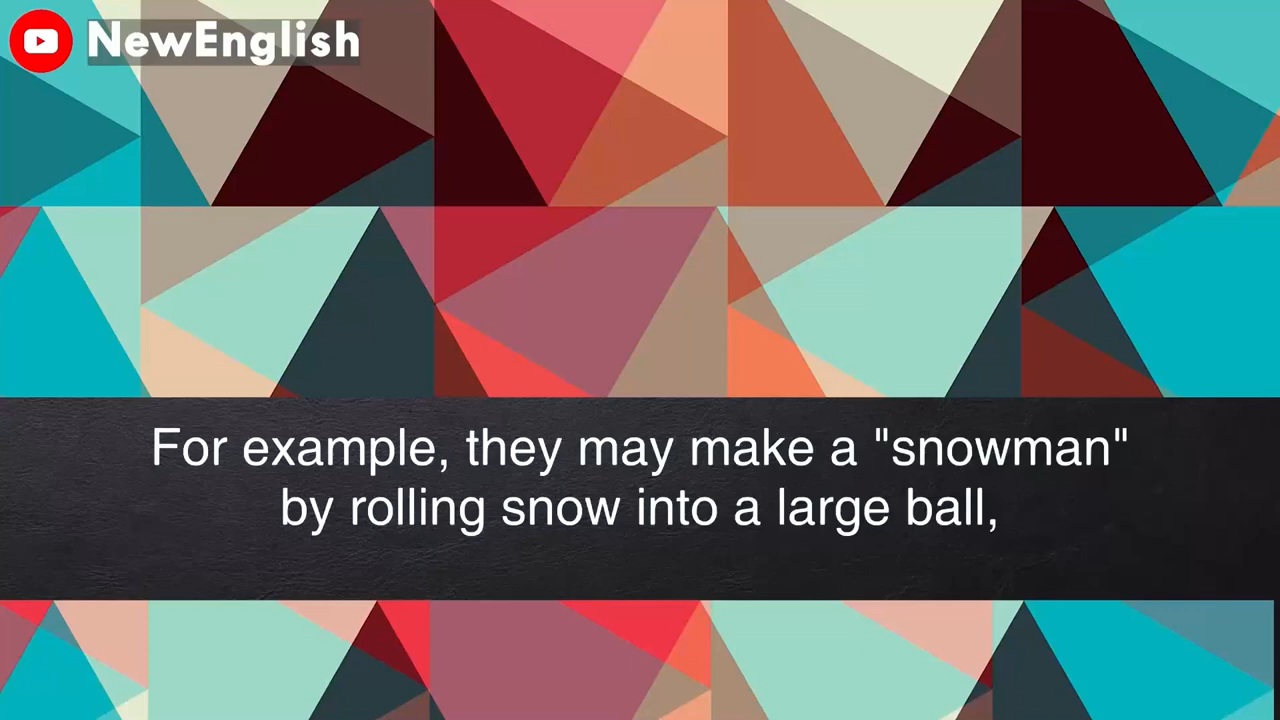 NewEnglish
For example, they may make a "snowman"
by rolling snow into a large ball,